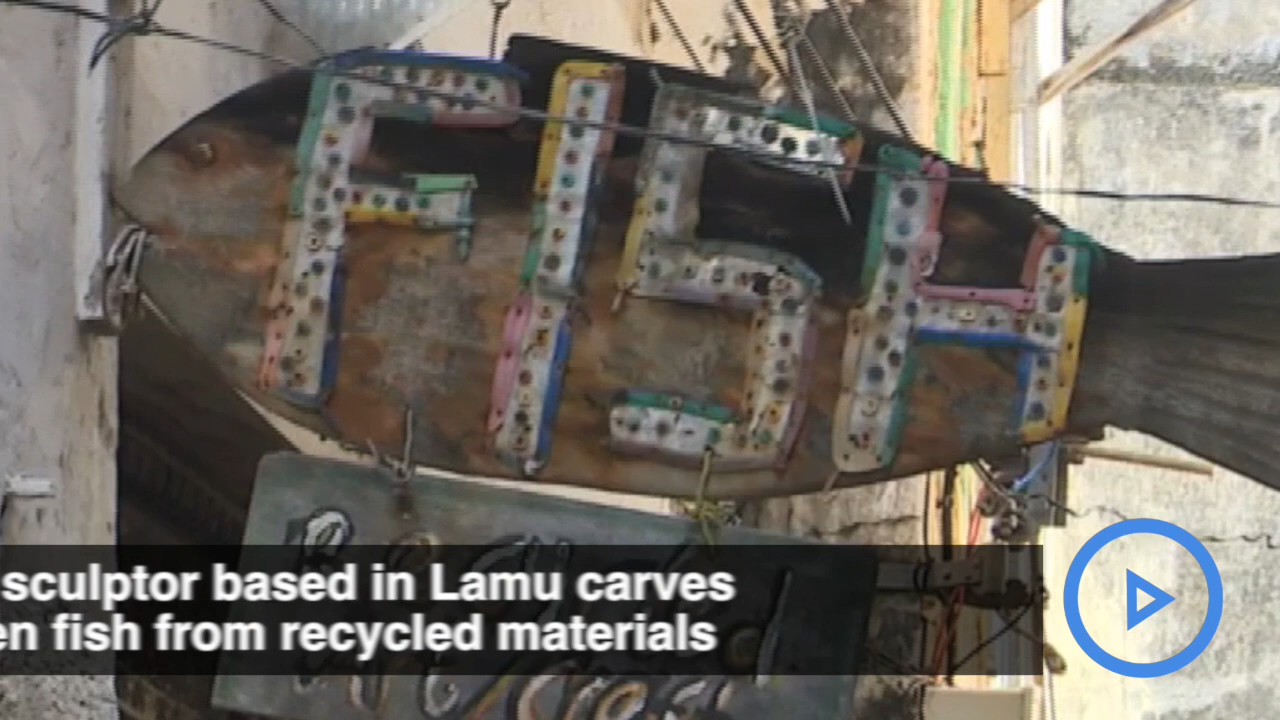 FISH
sculptor based in Lamu carves
en fish from recycled materials